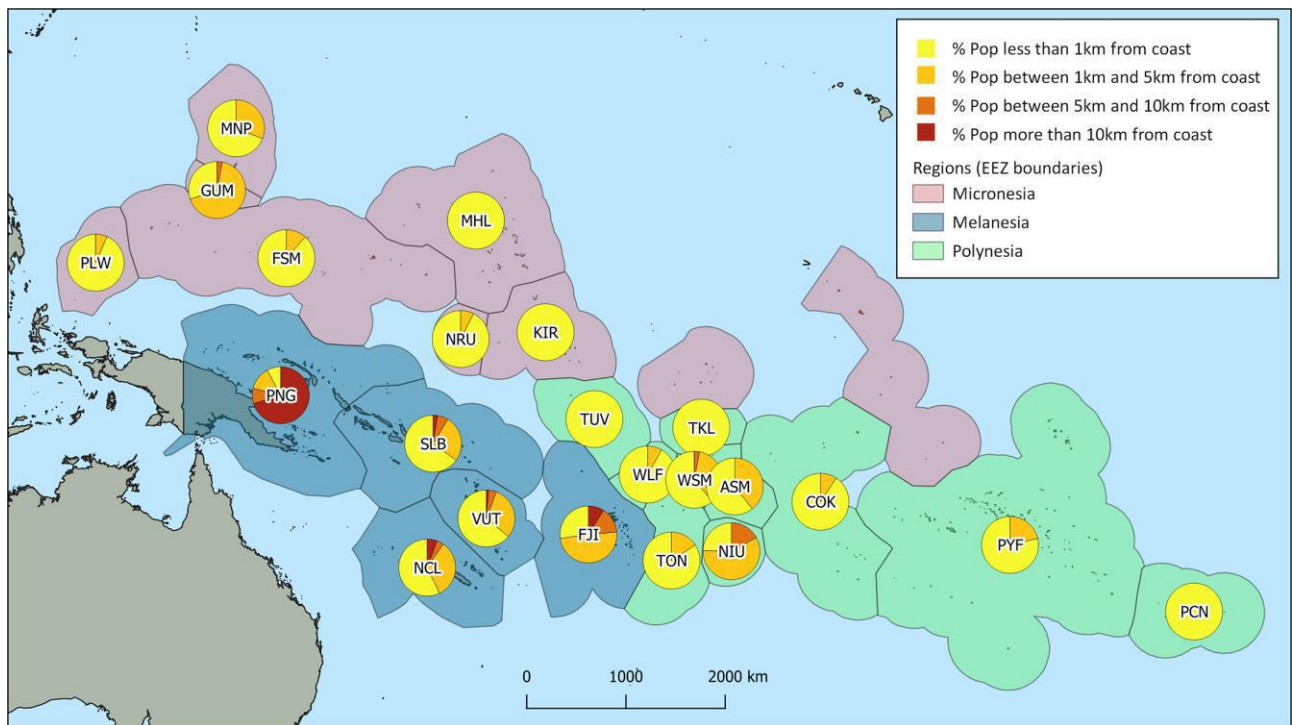 % Pop less than 1km from coast
% Pop between 1km and 5km from coast
% Pop between 5km and 10km from coast
% Pop more than 10km from coast
Regions (EEZ boundaries)
Micronesia
Melanesia
Polynesia
MNP
GUM
MHL
PLW
FSM
NRU
KIR
PNG
TUV
TKL
SLB
WLF
WSM
ASM
COK
VUT
FJI
PYF
NCL
TON
NIU
PCN
0 1000 2000 km